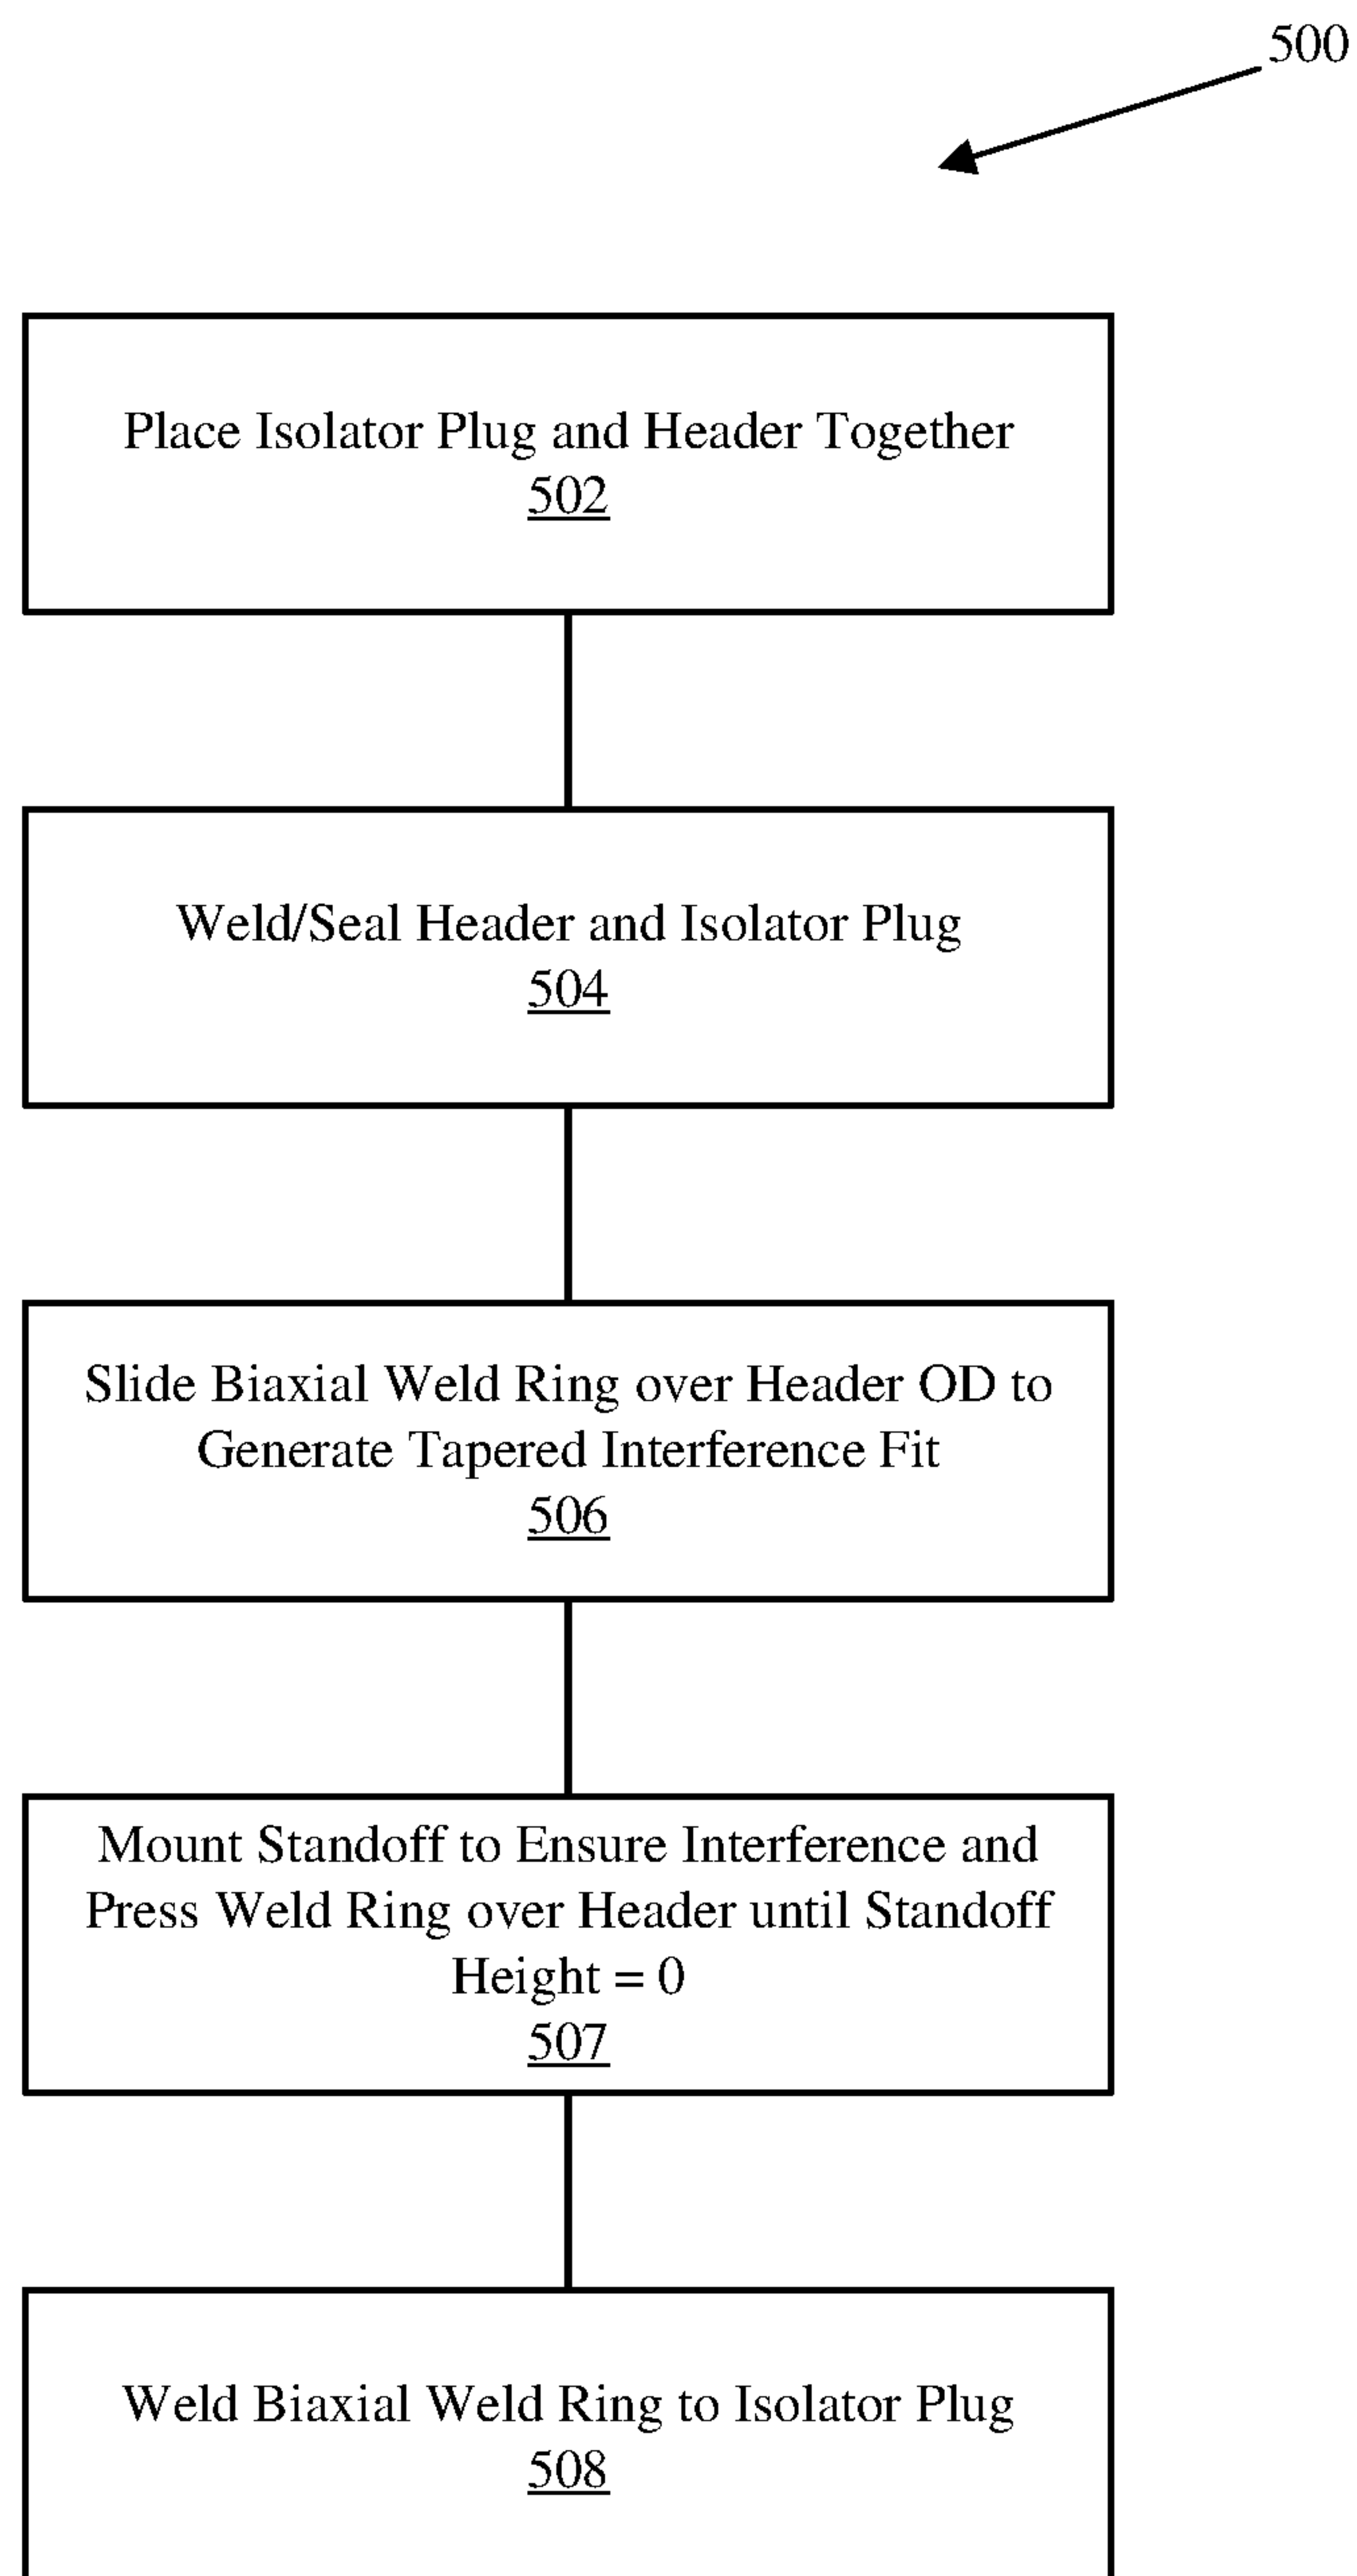 500
Place Isolator Plug and Header Together
502
Weld/Seal Header and Isolator Plug
504
Slide Biaxial Weld Ring over Header OD to
Generate Tapered Interference Fit
506
Mount Standoff to Ensure Interference and
Press Weld Ring over Header until Standoff
Height = 0
507
Weld Biaxial Weld Ring to Isolator Plug
508